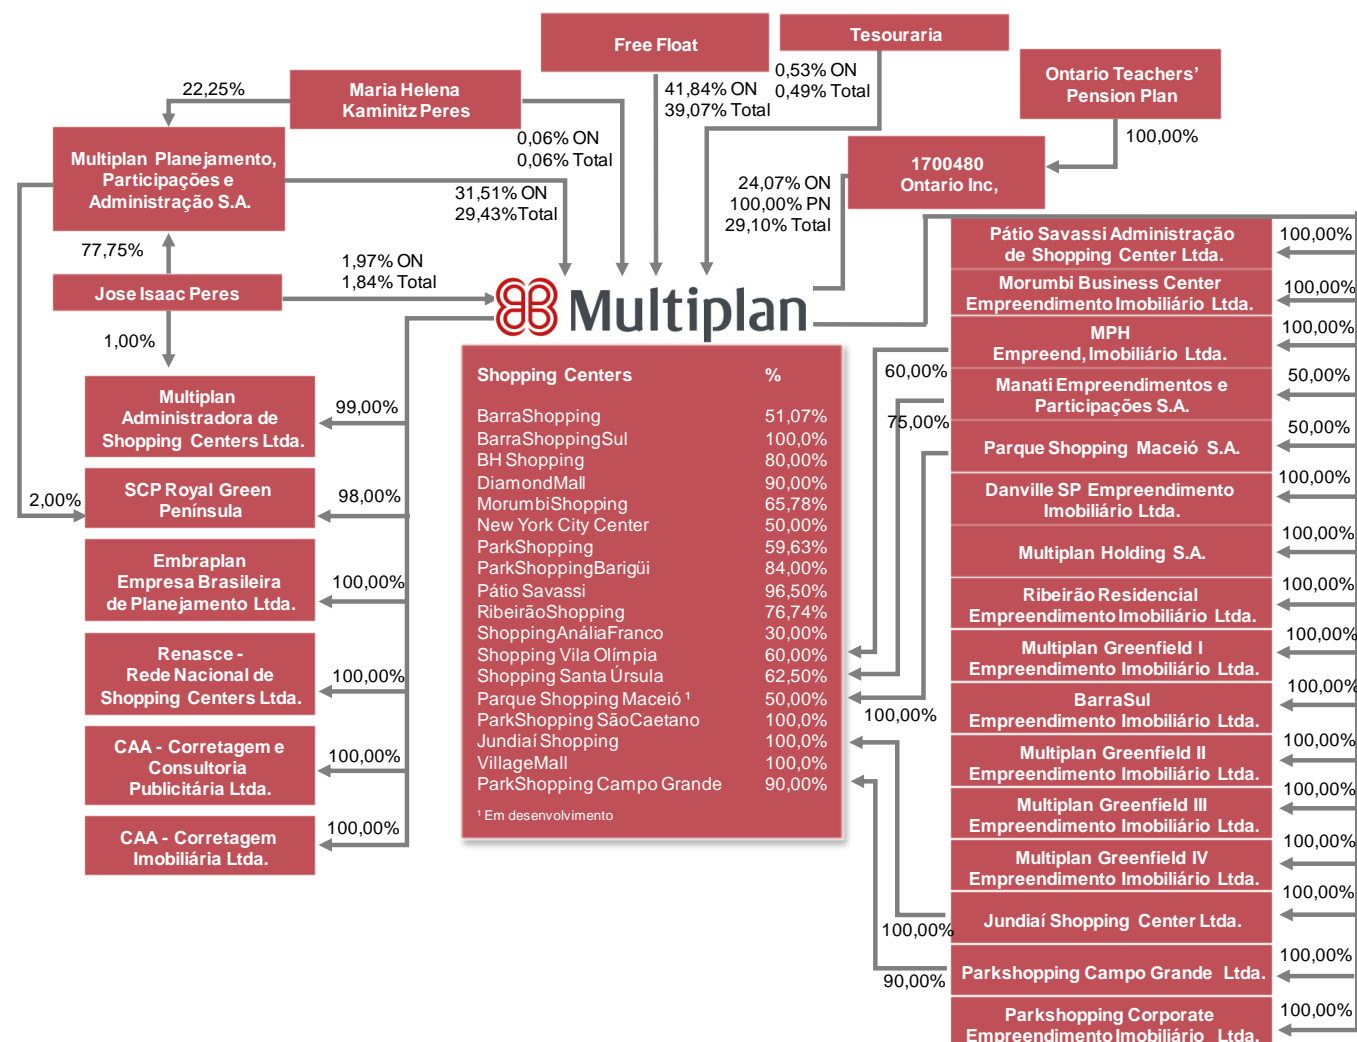 Free Float
Tesouraria
Maria Helena
Kaminitz Peres
Ontario Teachers’
Pension Plan
22,25%
41,84% ON
39,07% Total
0,53% ON
0,49% Total
100,00%
Multiplan Planejamento,
Participações e
Administração S.A.
0,06% ON
0,06% Total
1700480
Ontario Inc,
31,51% ON
29,43%Total
24,07% ON
100,00% PN
29,10% Total
77,75%
Jose Isaac Peres
1,97% ON
1,84% Total
1,00%
Multiplan
Multiplan
Administradora de
Shopping Centers Ltda.
99,00%
2,00%
SCP Royal Green
Península
98,00%
Embraplan
Empresa Brasileira
de Planejamento Ltda.
100,00%
Renasce -
Rede Nacional de
Shopping Centers Ltda.
100,00%
CAA - Corretagem e
Consultoria
Publicitária Ltda.
100,00%
CAA - Corretagem
Imobiliária Ltda.
100,00%
Shopping Centers %
BarraShopping 51,07%
BarraShoppingSul 100,0%
BH Shopping 80,00%
DiamondMall 90,00%
MorumbiShopping 65,78%
New York City Center 50,00%
ParkShopping 59,63%
ParkShoppingBarigüi 84,00%
Pátio Savassi 96,50%
RibeirãoShopping 76,74%
ShoppingAnáliaFranco 30,00%
Shopping Vila Olímpia 60,00%
Shopping Santa Úrsula 62,50%
Parque Shopping Maceió ¹ 50,00%
ParkShopping SãoCaetano 100,0%
Jundiaí Shopping 100,0%
VillageMall 100,0%
ParkShopping Campo Grande 90,00%
¹ Em desenvolvimento
60,00%
75,00%
100,00%
100,00%
90,00%
Pátio Savassi Administração
de Shopping Center Ltda.
100,00%
Morumbi Business Center
Empreendimento Imobiliário Ltda.
100,00%
MPH
Empreend, Imobiliário Ltda.
100,00%
Manati Empreendimentos e
Participações S.A.
50,00%
Parque Shopping Maceió S.A.
50,00%
Danville SP Empreendimento
Imobiliário Ltda.
100,00%
Multiplan Holding S.A.
100,00%
Ribeirão Residencial
Empreendimento Imobiliário Ltda.
100,00%
Multiplan Greenfield I
Empreendimento Imobiliário Ltda.
100,00%
BarraSul
Empreendimento Imobiliário Ltda.
100,00%
Multiplan Greenfield II
Empreendimento Imobiliário Ltda.
100,00%
Multiplan Greenfield III
Empreendimento Imobiliário Ltda.
100,00%
Multiplan Greenfield IV
Empreendimento Imobiliário Ltda.
100,00%
Jundiaí Shopping Center Ltda.
100,00%
Parkshopping Campo Grande Ltda.
100,00%
Parkshopping Corporate
Empreendimento Imobiliário Ltda.
100,00%